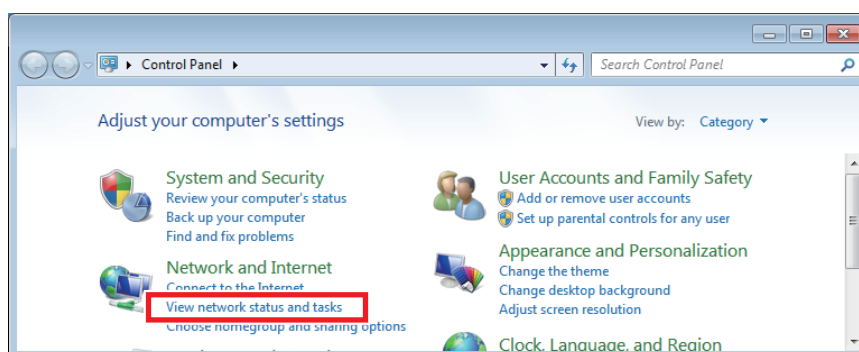 Control Panel
Search Control Panel
Adjust your computer's settings
View by: Category
System and Security
Review your computer's status
Back up your computer
Find and fix problems
Network and Internet
Connect to the Internet
View network status and tasks
Choose homegroup and sharing options
User Accounts and Family Safety
Add or remove user accounts
Set up parental controls for any user
Appearance and Personalization
Change the theme
Change desktop background
Adjust screen resolution
Clock, Language, and Region